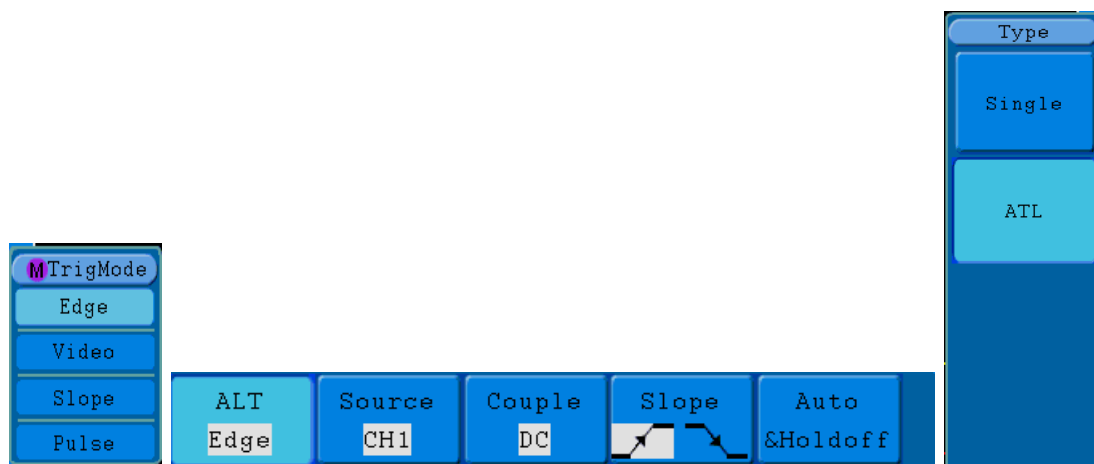 MTrigMode
Edge
Video
Slope
Pulse
ALT
Edge
Source
CH1
Couple
DC
Slope
Auto
&Holdoff
Type
Single
ATL